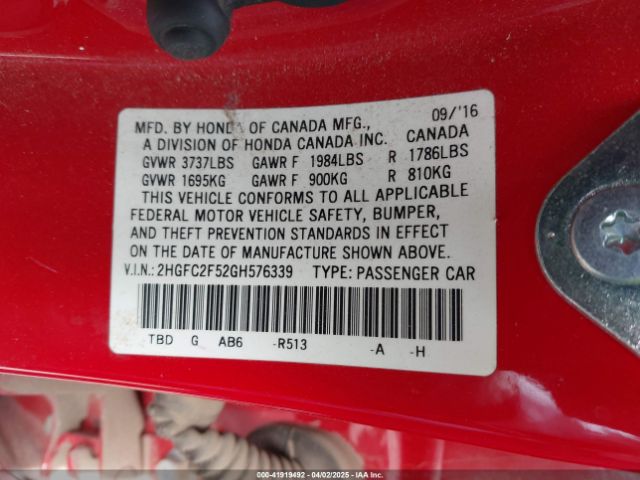 09/'16
MFD. BY HONDA OF CANADA MFG., CANADA
A DIVISION OF HONDA CANADA INC.
GVWR 3737LBS GAWR F 1984LBS R 1786LBS
GVWR 1695KG GAWR F 900KG R 810KG
THIS VEHICLE CONFORMS TO ALL APPLICABLE
FEDERAL MOTOR VEHICLE SAFETY, BUMPER,
AND THEFT PREVENTION STANDARDS IN EFFECT
ON THE DATE OF MANUFACTURE SHOWN ABOVE.
V.I.N.: 2HGFC2F52GH576339 TYPE: PASSENGER CAR
TBD G AB6 -R513 -A -H
000-41919492 - 04/02/2025 - IAA Inc.